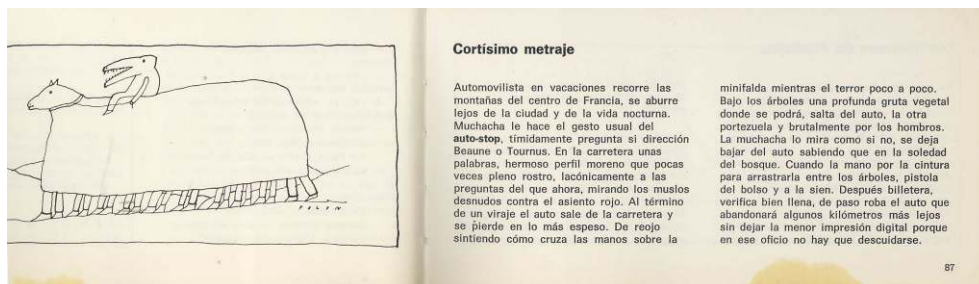 FOLON
Cortísimo metraje
Automovilista en vacaciones recorre las
montañas del centro de Francia, se aburre
lejos de la ciudad y de la vida nocturna.
Muchacha le hace el gesto usual del
auto-stop, tímidamente pregunta si dirección
Beaune o Tournus. En la carretera unas
palabras, hermoso perfil moreno que pocas
veces pleno rostro, lacónicamente a las
preguntas del que ahora, mirando los muslos
desnudos contra el asiento rojo. Al término
de un viraje el auto sale de la carretera y
se pierde en lo más espeso. De reojo
sintiendo cómo cruza las manos sobre la
minifalda mientras el terror poco a poco.
Bajo los árboles una profunda gruta vegetal
donde se podrá, salta del auto, la otra
portezuela y brutalmente por los hombros.
La muchacha lo mira como si no, se deja
bajar del auto sabiendo que en la soledad
del bosque. Cuando la mano por la cintura
para arrastrarla entre los árboles, pistola
del bolso y a la sien. Después billetera,
verifica bien llena, de paso roba el auto que
abandonará algunos kilómetros más lejos
sin dejar la menor impresión digital porque
en ese oficio no hay que descuidarse.
87